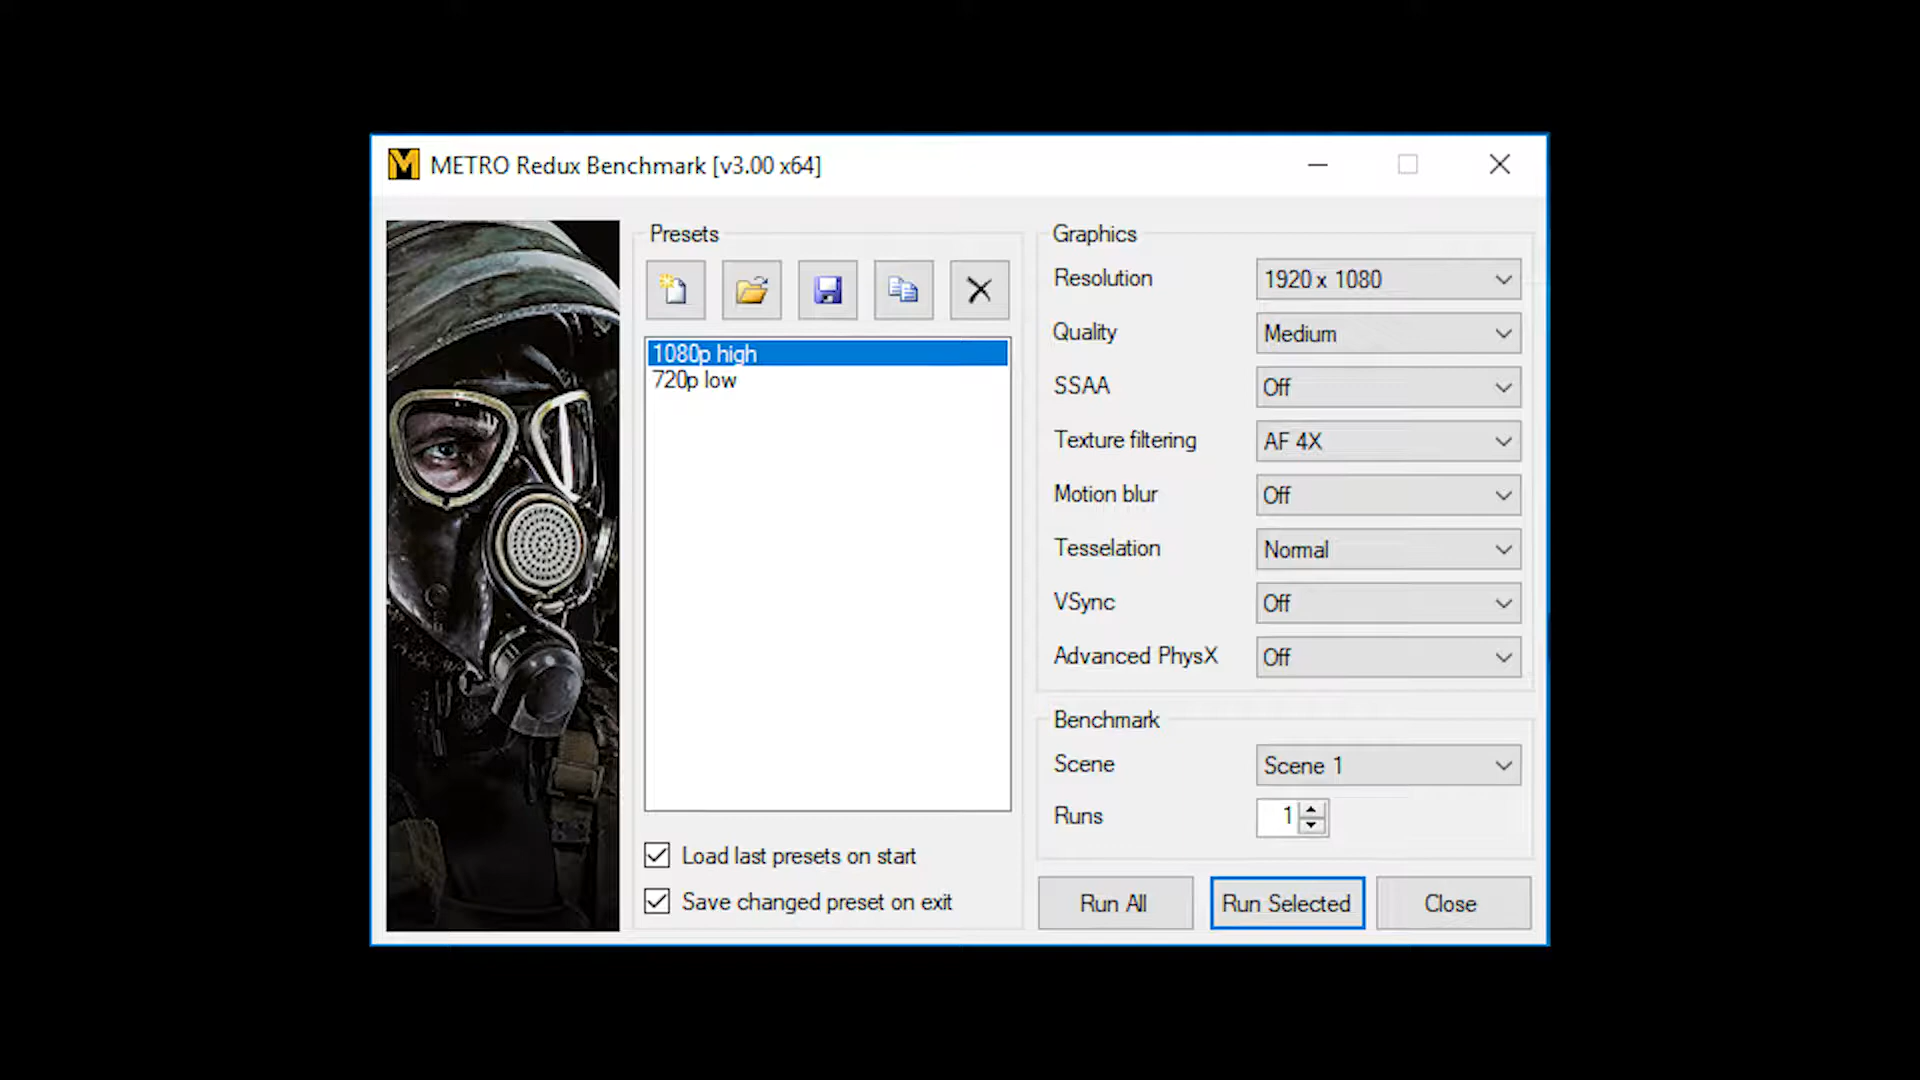 METRO Redux Benchmark [v3.00 x64]
Presets
1080p high
720p low
Load last presets on start
Save changed preset on exit
Graphics
Resolution 1920 x 1080
Quality Medium
SSAA Off
Texture filtering AF 4X
Motion blur Off
Tesselation Normal
VSync Off
Advanced PhysX Off
Benchmark
Scene Scene 1
Runs 1
Run All Run Selected Close